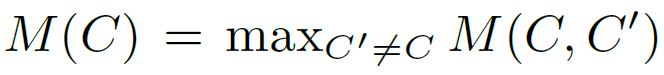 M(C) = max_{C'≠C} M(C, C')